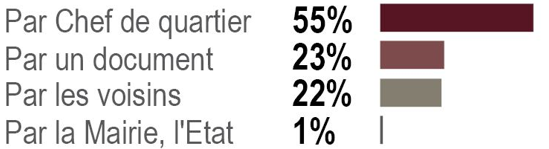 Par Chef de quartier 55%
Par un document 23%
Par les voisins 22%
Par la Mairie, l'Etat 1%